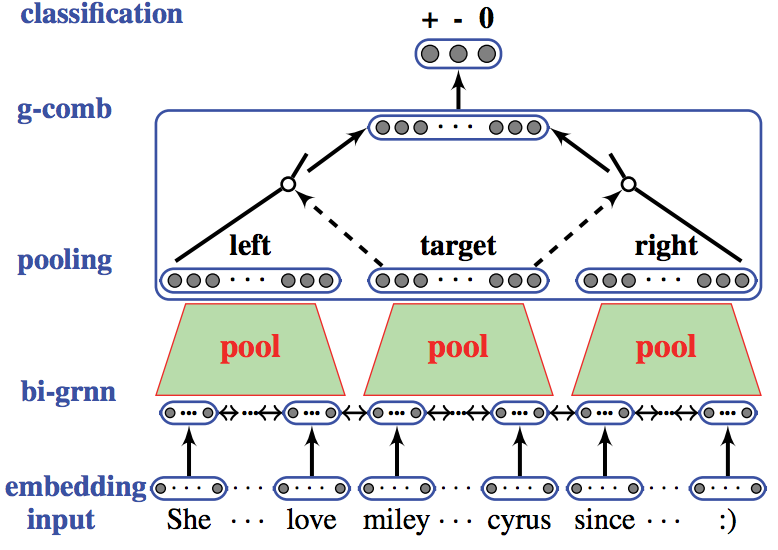 classification
+ - 0
g-comb
left target right
pooling
pool pool pool
bi-grnn
embedding
input She ... love miley ... cyrus since ... :)